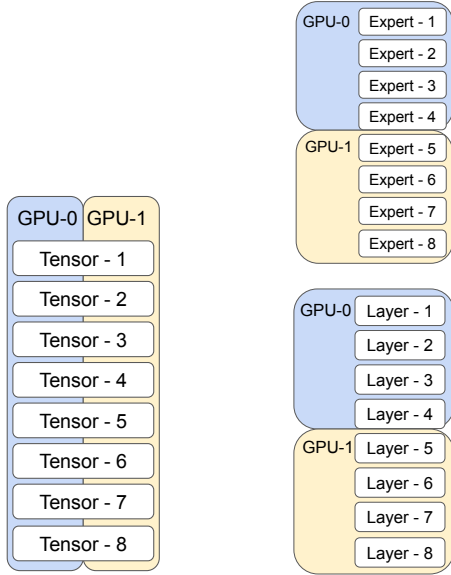 GPU-0 GPU-1
Tensor - 1
Tensor - 2
Tensor - 3
Tensor - 4
Tensor - 5
Tensor - 6
Tensor - 7
Tensor - 8
GPU-0 Expert - 1
Expert - 2
Expert - 3
Expert - 4
GPU-1 Expert - 5
Expert - 6
Expert - 7
Expert - 8
GPU-0 Layer - 1
Layer - 2
Layer - 3
Layer - 4
GPU-1 Layer - 5
Layer - 6
Layer - 7
Layer - 8